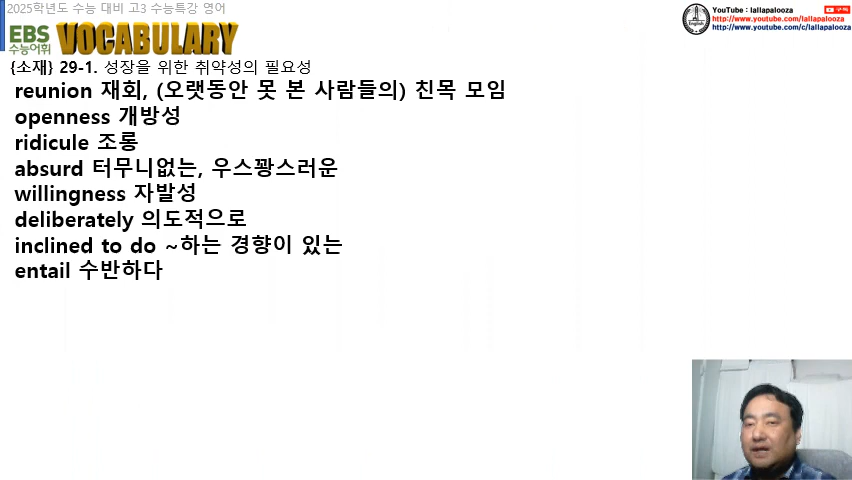 2025학년도 수능 대비 고3 수능특강 영어
EBS 수능어휘 VOCABULARY
YouTube : lallapalooza 구독
http://www.youtube.com/lallapalooza
http://www.youtube.com/c/lallapalooza
English
{소재} 29-1. 성장을 위한 취약성의 필요성
reunion 재회, (오랫동안 못 본 사람들의) 친목 모임
openness 개방성
ridicule 조롱
absurd 터무니없는, 우스꽝스러운
willingness 자발성
deliberately 의도적으로
inclined to do ~하는 경향이 있는
entail 수반하다